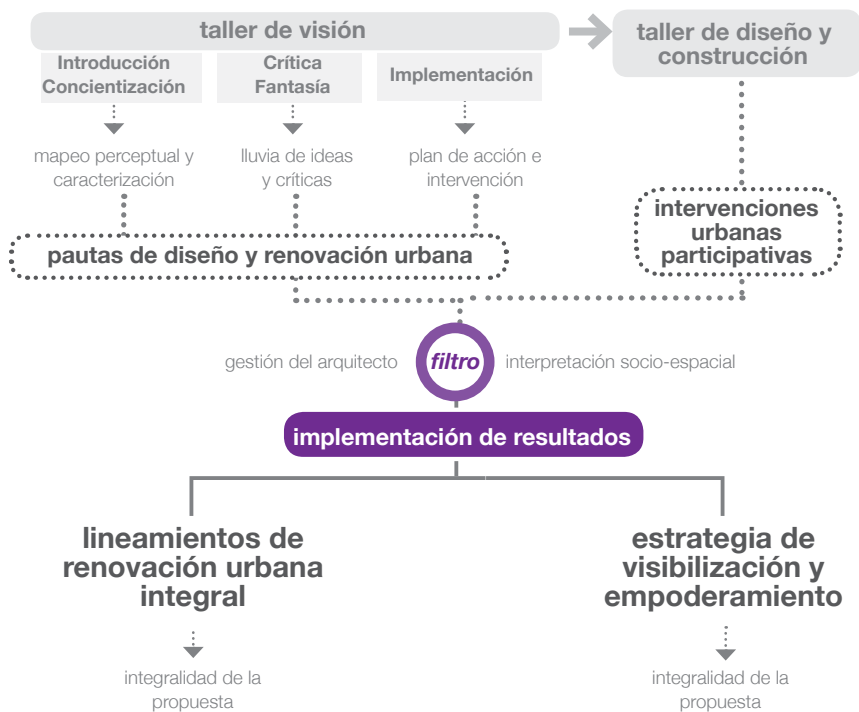 taller de visión
taller de diseño y
construcción
Introducción
Concientización
Crítica
Fantasía
Implementación
mapeo perceptual y
caracterización
lluvia de ideas
y críticas
plan de acción e
intervención
pautas de diseño y renovación urbana
intervenciones
urbanas
participativas
gestión del arquitecto
filtro
interpretación socio-espacial
implementación de resultados
lineamientos de
renovación urbana
integral
estrategia de
visibilización y
empoderamiento
integralidad de la
propuesta
integralidad de la
propuesta